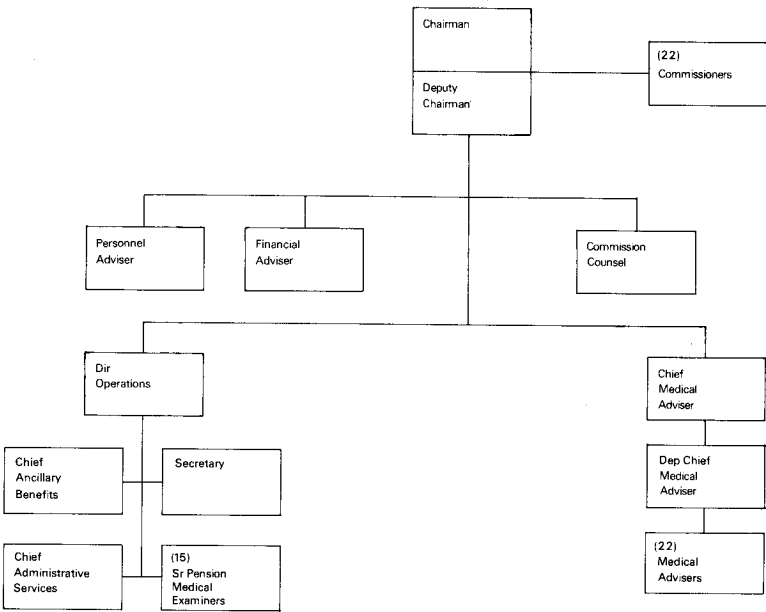 Chairman
Deputy
Chairman
(22)
Commissioners
Personnel
Adviser
Financial
Adviser
Commission
Counsel
Dir
Operations
Chief
Medical
Adviser
Chief
Ancillary
Benefits
Secretary
Dep Chief
Medical
Adviser
Chief
Administrative
Services
(15)
Sr Pension
Medical
Examiners
(22)
Medical
Advisers